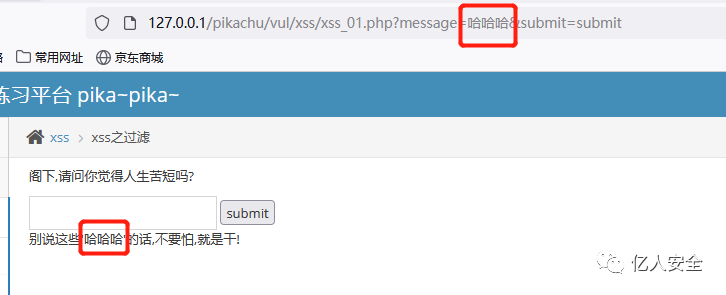 127.0.0.1/pikachu/vul/xss/xss_01.php?message=哈哈哈&submit=submit
常用网址 京东商城
练习平台 pika~pika~
xss > xss之过滤
阁下,请问你觉得人生苦短吗?
submit
别说这些'哈哈哈'的话,不要怕,就是干!
亿人安全